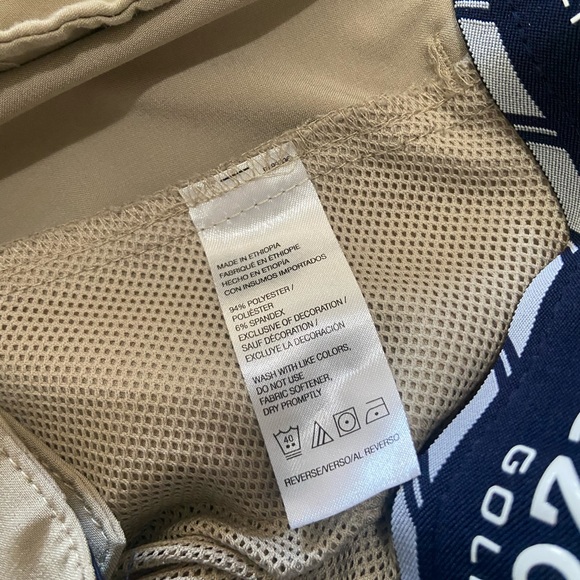 MADE IN ETHIOPIA
FABRIQUÉ EN ÉTHIOPIE
HECHO EN ETIOPÍA
CON INSUMOS IMPORTADOS
94% POLYESTER /
POLIÉSTER
6% SPANDEX
EXCLUSIVE OF DECORATION /
SAUF DÉCORATION /
EXCLUYE LA DECORACIÓN
WASH WITH LIKE COLORS,
DO NOT USE
FABRIC SOFTENER,
DRY PROMPTLY
40
REVERSE/VERSO/AL REVERSO
GOL